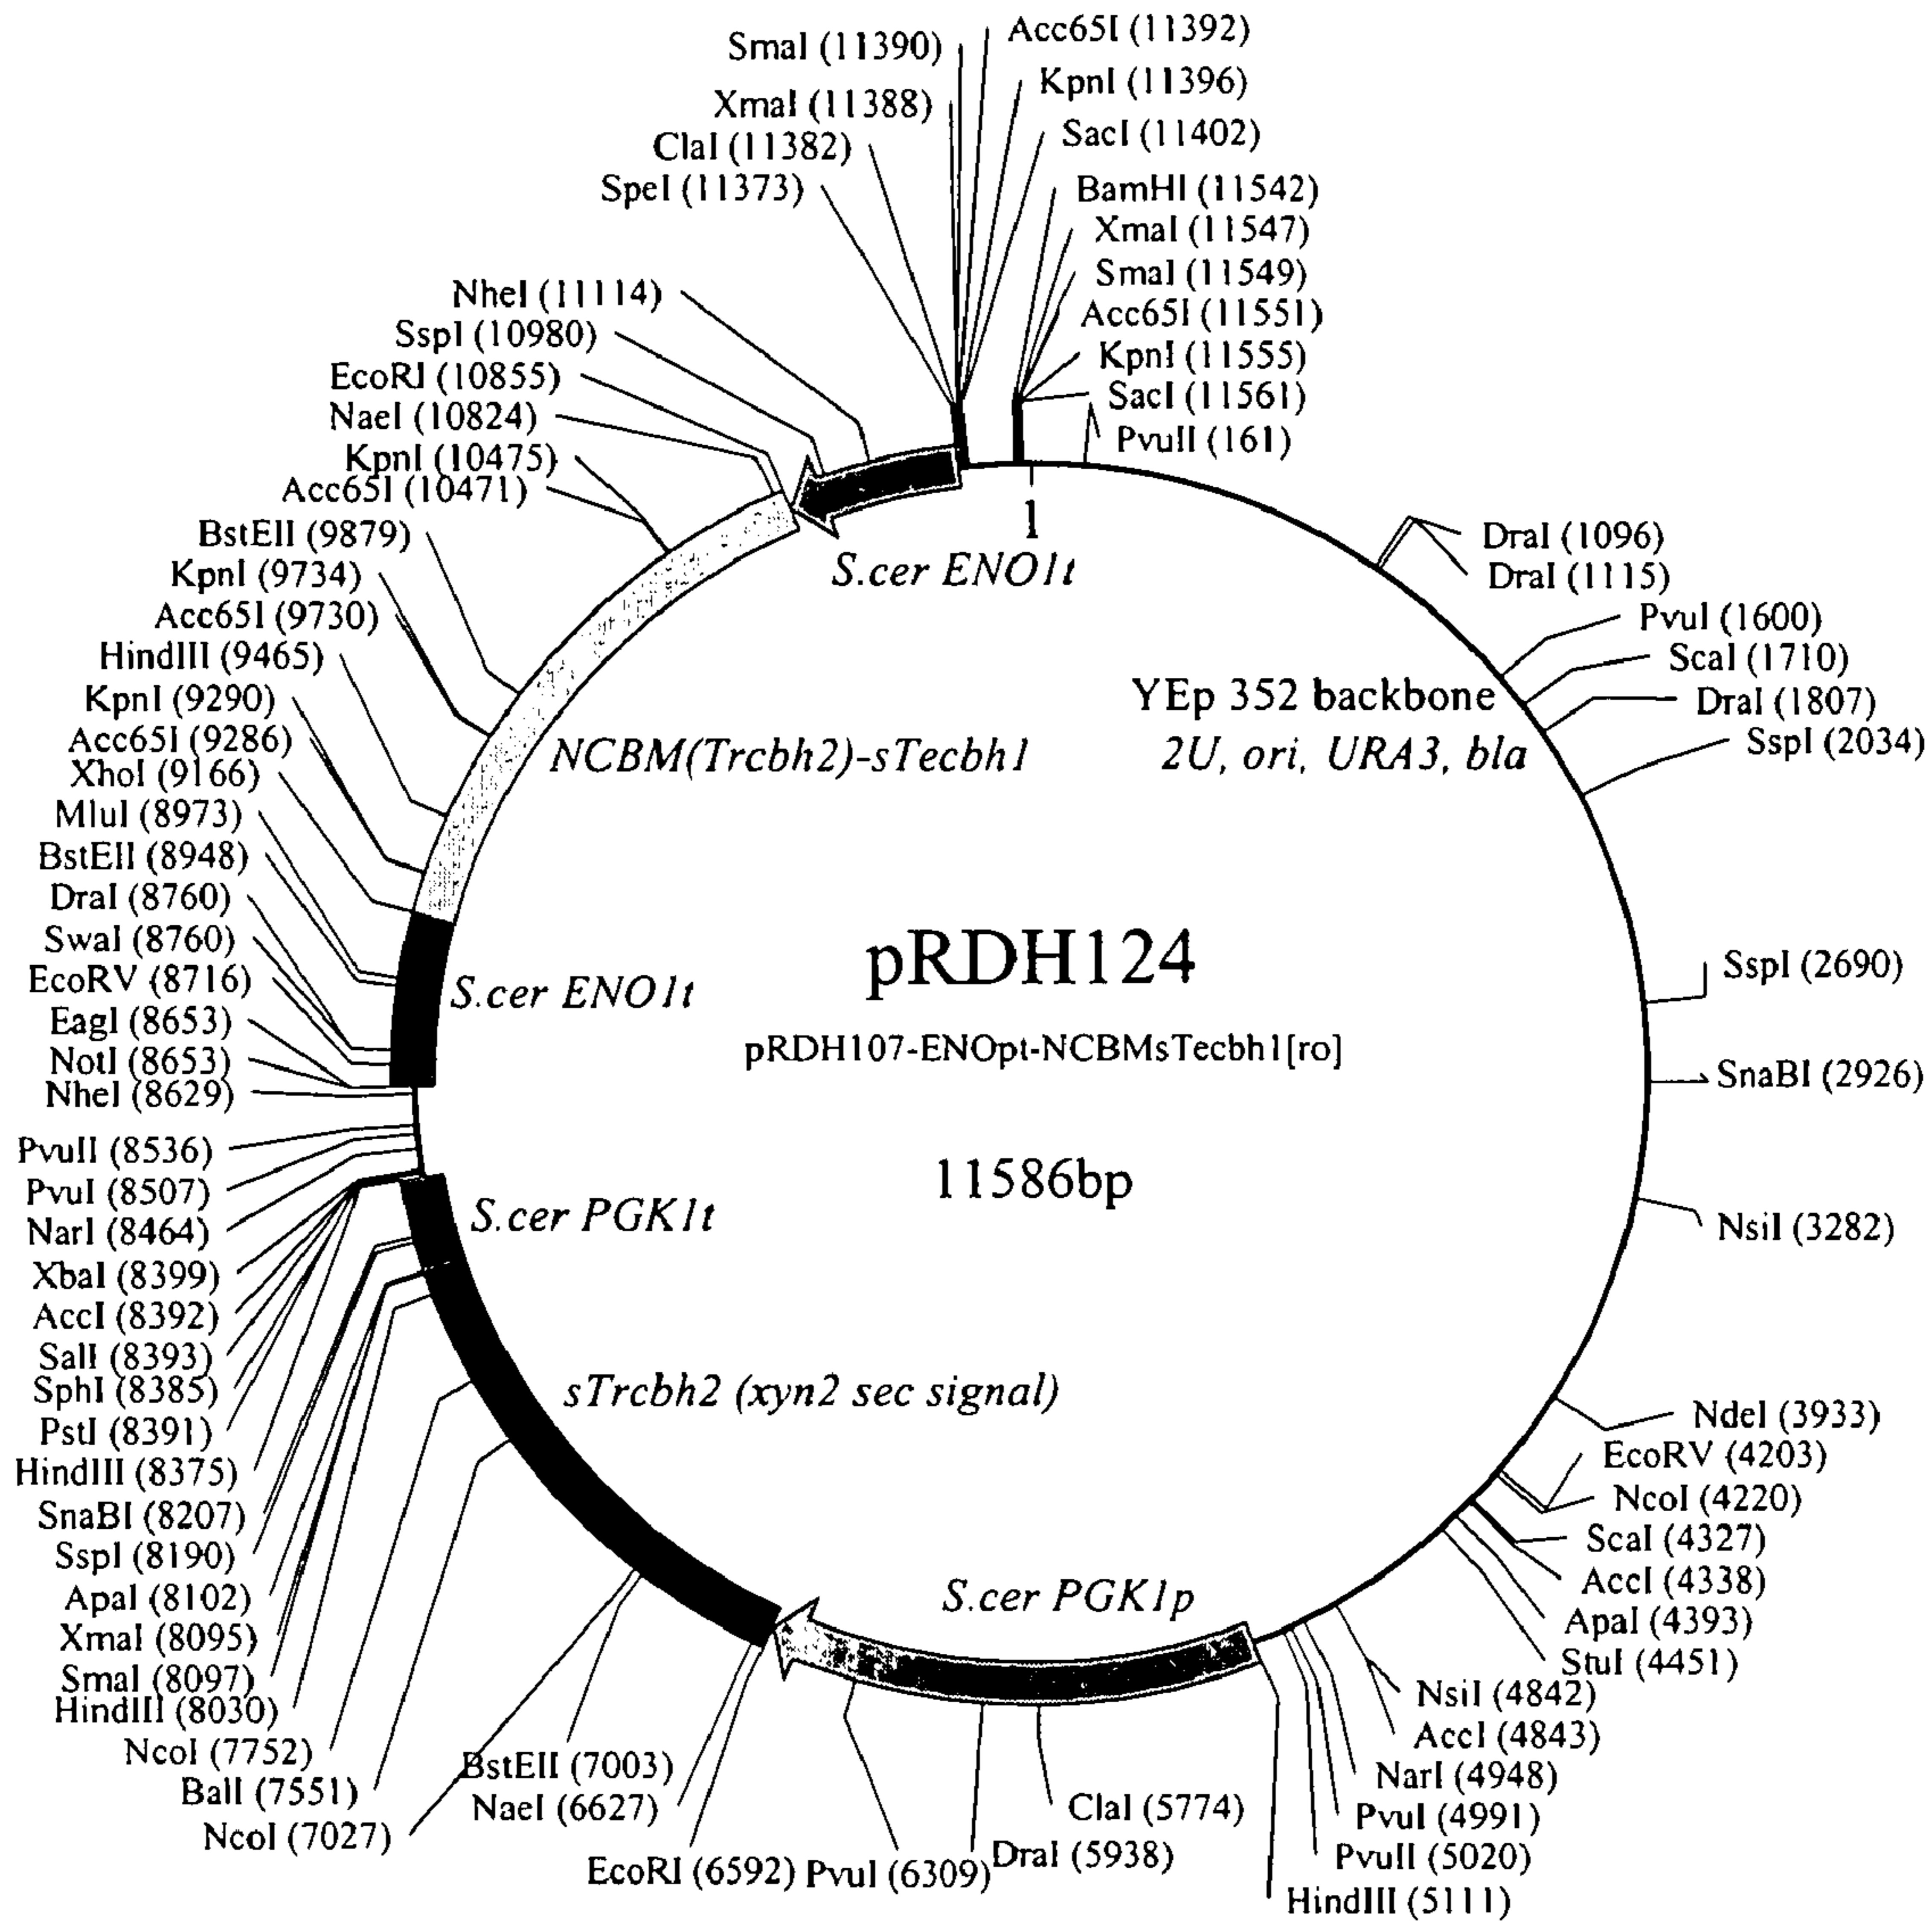 SmaI (11390)
XmaI (11388)
ClaI (11382)
SpeI (11373)
Acc65I (11392)
KpnI (11396)
SacI (11402)
BamHI (11542)
XmaI (11547)
SmaI (11549)
Acc65I (11551)
KpnI (11555)
SacI (11561)
PvuII (161)
NheI (11114)
SspI (10980)
EcoRI (10855)
NaeI (10824)
KpnI (10475)
Acc65I (10471)
BstEII (9879)
KpnI (9734)
Acc65I (9730)
HindIII (9465)
KpnI (9290)
Acc65I (9286)
XhoI (9166)
MluI (8973)
BstEII (8948)
DraI (8760)
SwaI (8760)
EcoRV (8716)
EagI (8653)
NotI (8653)
NheI (8629)
PvuII (8536)
PvuI (8507)
NarI (8464)
XbaI (8399)
AccI (8392)
SalI (8393)
SphI (8385)
PstI (8391)
HindIII (8375)
SnaBI (8207)
SspI (8190)
ApaI (8102)
XmaI (8095)
SmaI (8097)
HindIII (8030)
NcoI (7752)
BalI (7551)
NcoI (7027)
BstEII (7003)
NaeI (6627)
EcoRI (6592)
PvuI (6309)
DraI (5938)
ClaI (5774)
DraI (1096)
DraI (1115)
PvuI (1600)
ScaI (1710)
DraI (1807)
SspI (2034)
SspI (2690)
SnaBI (2926)
NsiI (3282)
NdeI (3933)
EcoRV (4203)
NcoI (4220)
ScaI (4327)
AccI (4338)
ApaI (4393)
StuI (4451)
NsiI (4842)
AccI (4843)
NarI (4948)
PvuI (4991)
PvuII (5020)
HindIII (5111)
1
S.cer ENO1t
YEp 352 backbone
2U, ori, URA3, bla
NCBM(Trcbh2)-sTecbh1
S.cer ENO1t
pRDH124
pRDH107-ENOpt-NCBMsTecbh1[ro]
11586bp
S.cer PGK1t
sTrcbh2 (xyn2 sec signal)
S.cer PGK1p